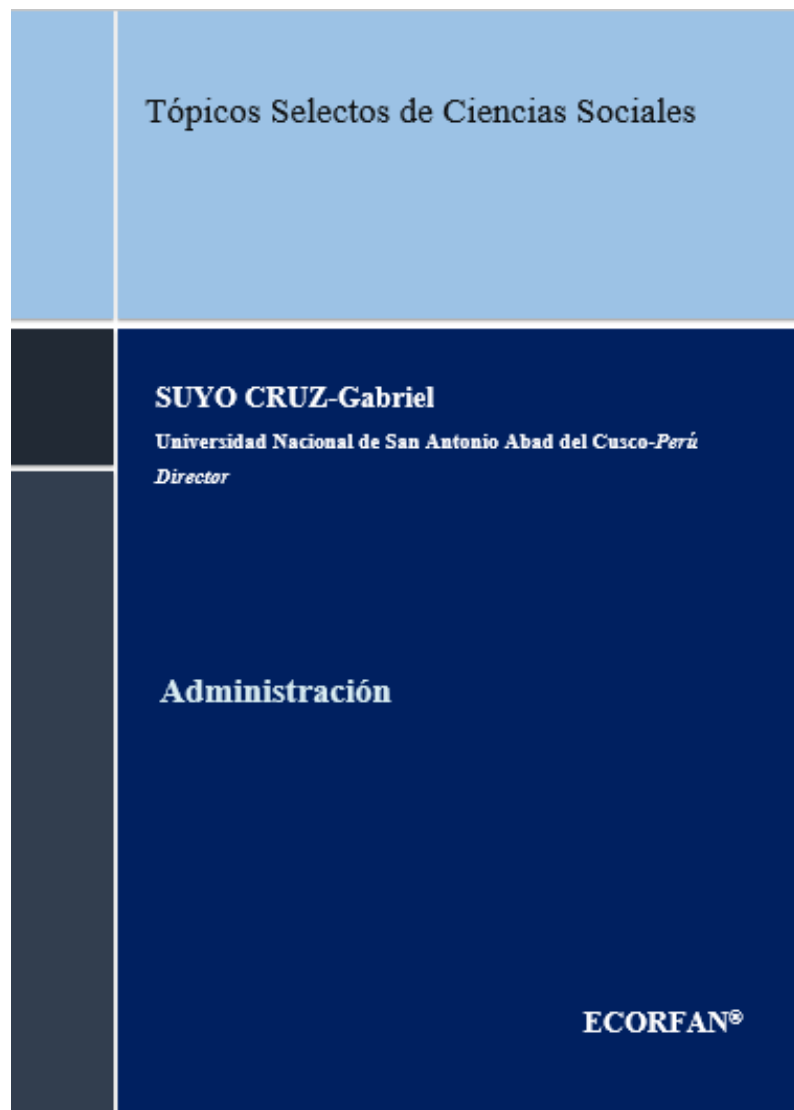 Tópicos Selectos de Ciencias Sociales
SUYO CRUZ-Gabriel
Universidad Nacional de San Antonio Abad del Cusco-Perú
Director
Administración
ECORFAN®